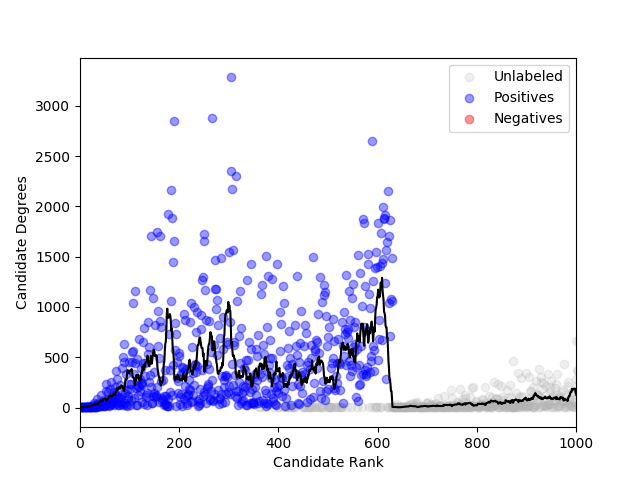 Unlabeled
Positives
Negatives
3000
2500
2000
1500
1000
500
0
Candidate Degrees
0 200 400 600 800 1000
Candidate Rank